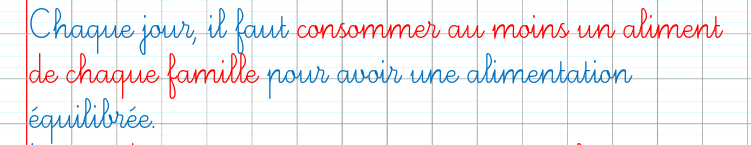 Chaque jour, il faut consommer au moins un aliment
de chaque famille pour avoir une alimentation
équilibrée.